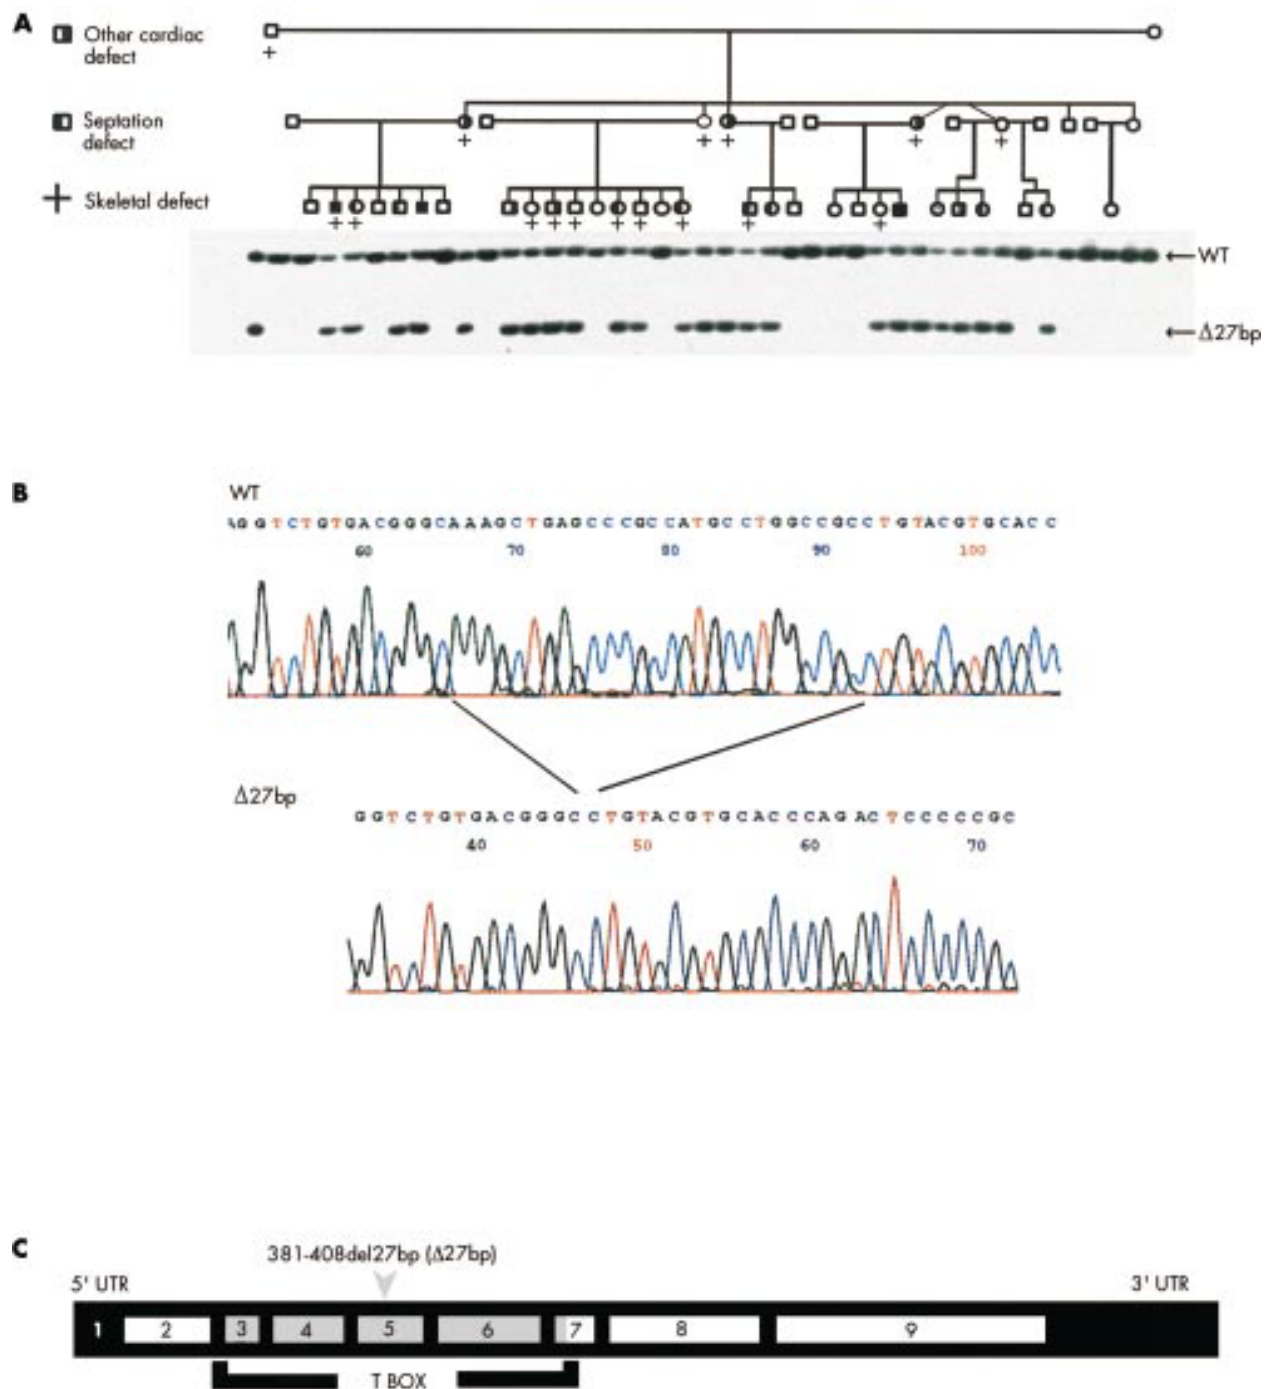 A
Other cardiac
defect
Septation
defect
Skeletal defect
WT
Δ27bp
B
WT
GGTCTGTGACGGGCAAAGCTGAGCCCGCCATGCCTGGCCGCCTGTACGTGCACC
60 70 80 90 100
Δ27bp
GGTCTGTGACGGGCCTGTACGTGCACCCAGACTCCCCCGC
40 50 60 70
C
381-408del27bp (Δ27bp)
5' UTR 3' UTR
1 2 3 4 5 6 7 8 9
T BOX